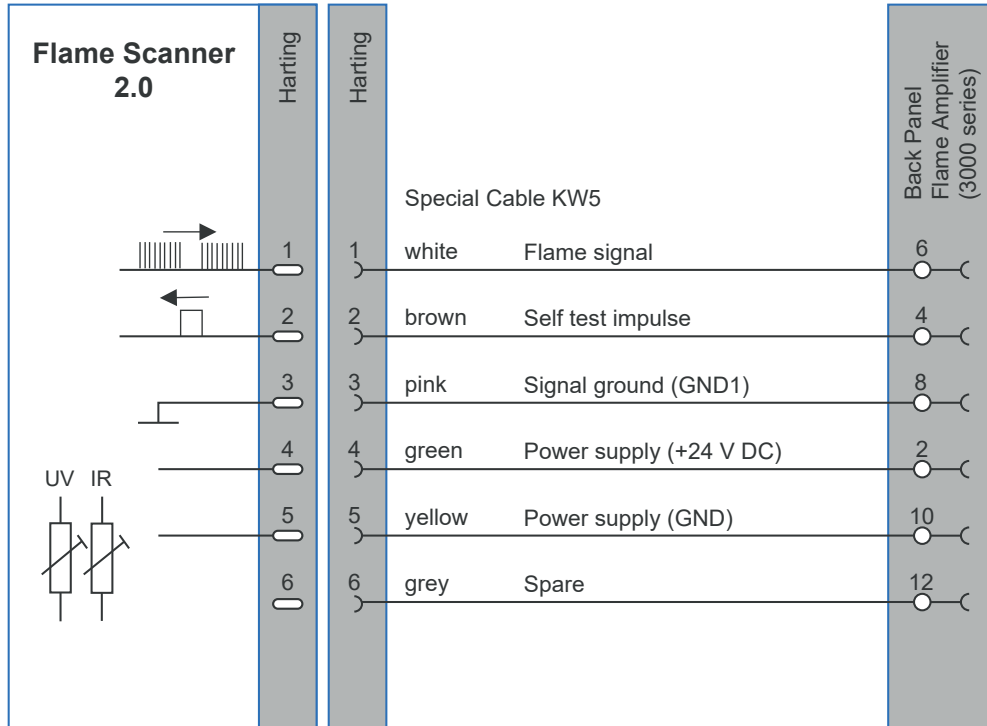 Flame Scanner
2.0
Harting
Harting
Back Panel
Flame Amplifier
(3000 series)
Special Cable KW5
1 1 white Flame signal 6
2 2 brown Self test impulse 4
3 3 pink Signal ground (GND1) 8
4 4 green Power supply (+24 V DC) 2
UV IR
5 5 yellow Power supply (GND) 10
6 6 grey Spare 12